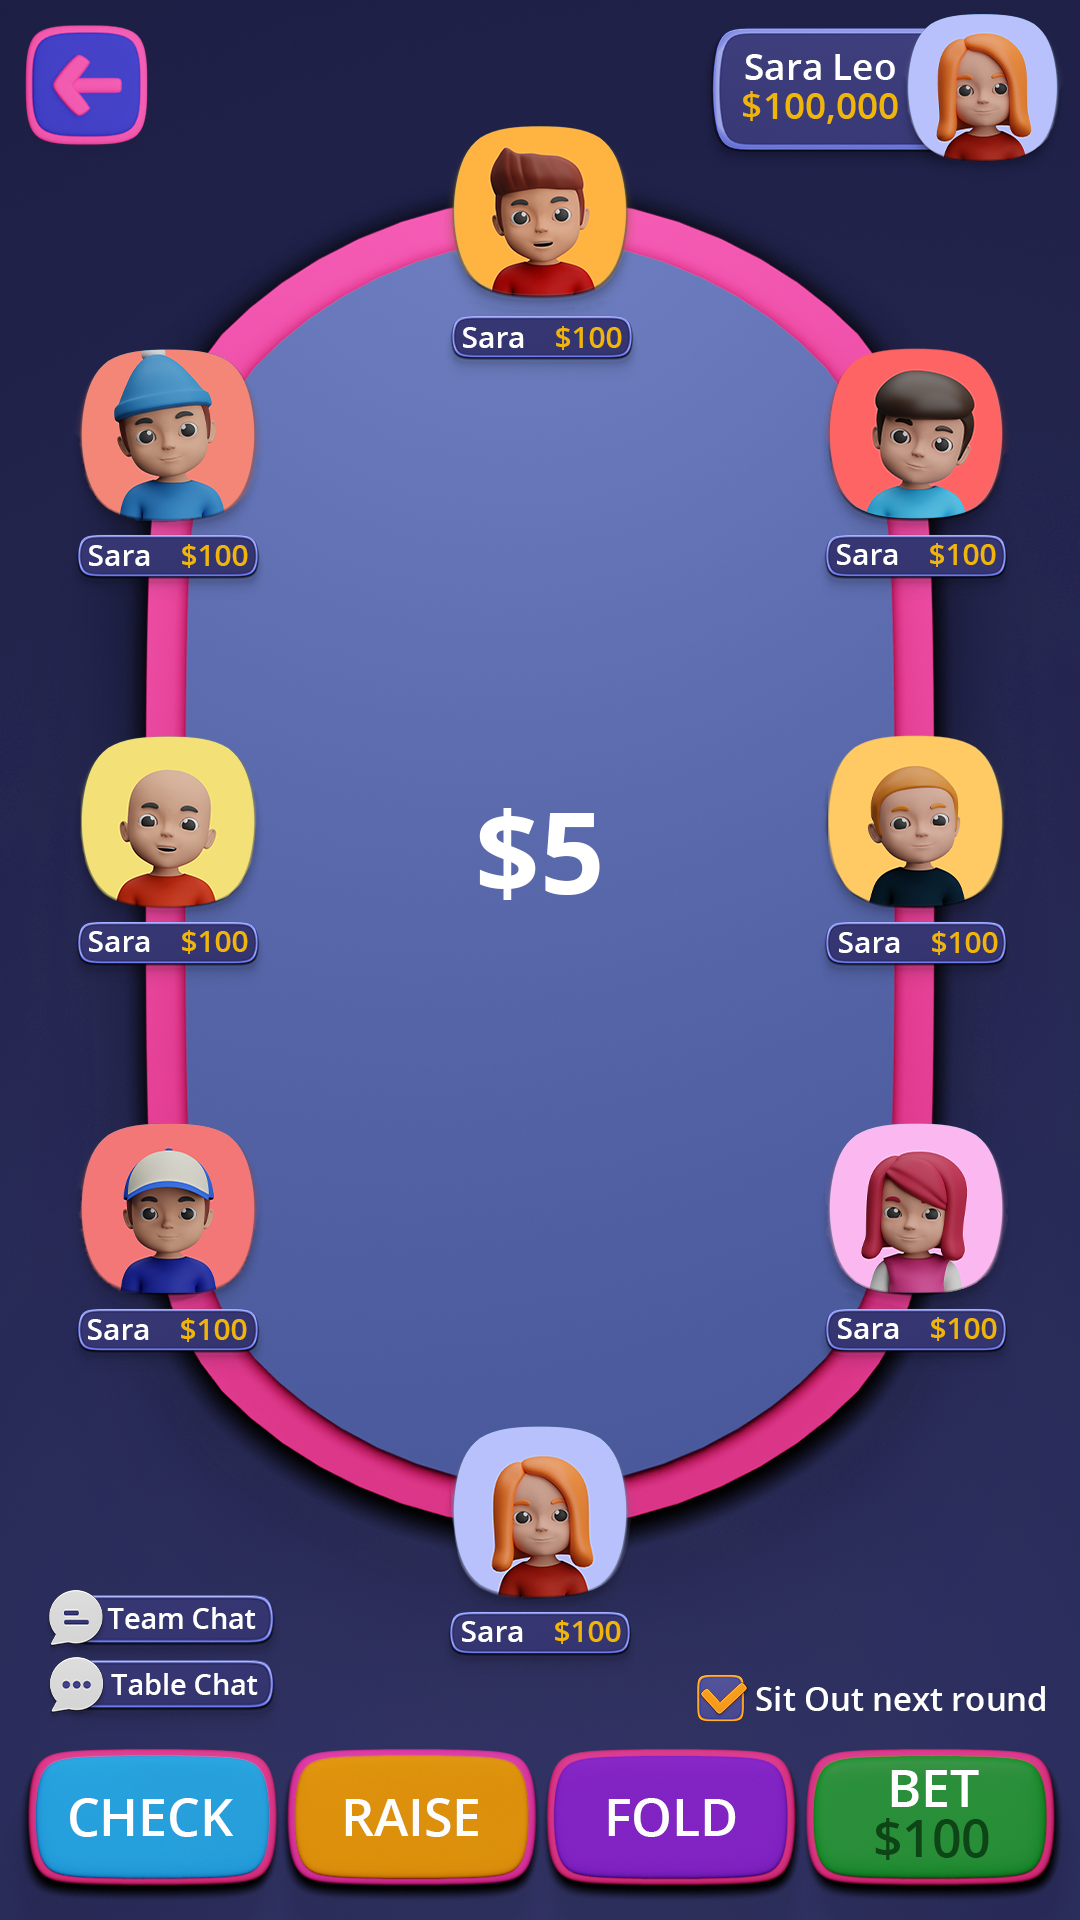 Sara Leo
$100,000
Sara $100
Sara $100
Sara $100
$5
Sara $100
Sara $100
Sara $100
Sara $100
Sara $100
Team Chat
Table Chat
Sit Out next round
CHECK
RAISE
FOLD
BET
$100